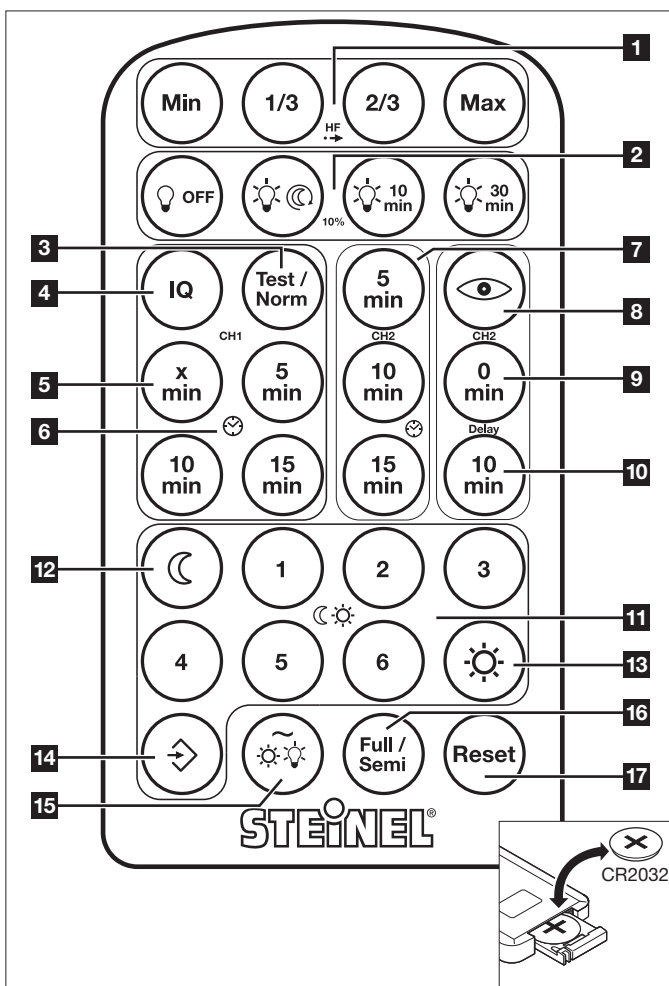 1
Min 1/3 2/3 Max
HF
2
OFF 10 min 30 min
10%
3
7
4
IQ Test / Norm 5 min
8
CH1 CH2 CH2
5
x min 5 min 10 min 0 min
9
6
Delay
10 min 15 min 15 min 10 min
10
12
1 2 3
11
4 5 6
13
16
14
Full / Semi Reset
17
15
STEINEL®
CR2032